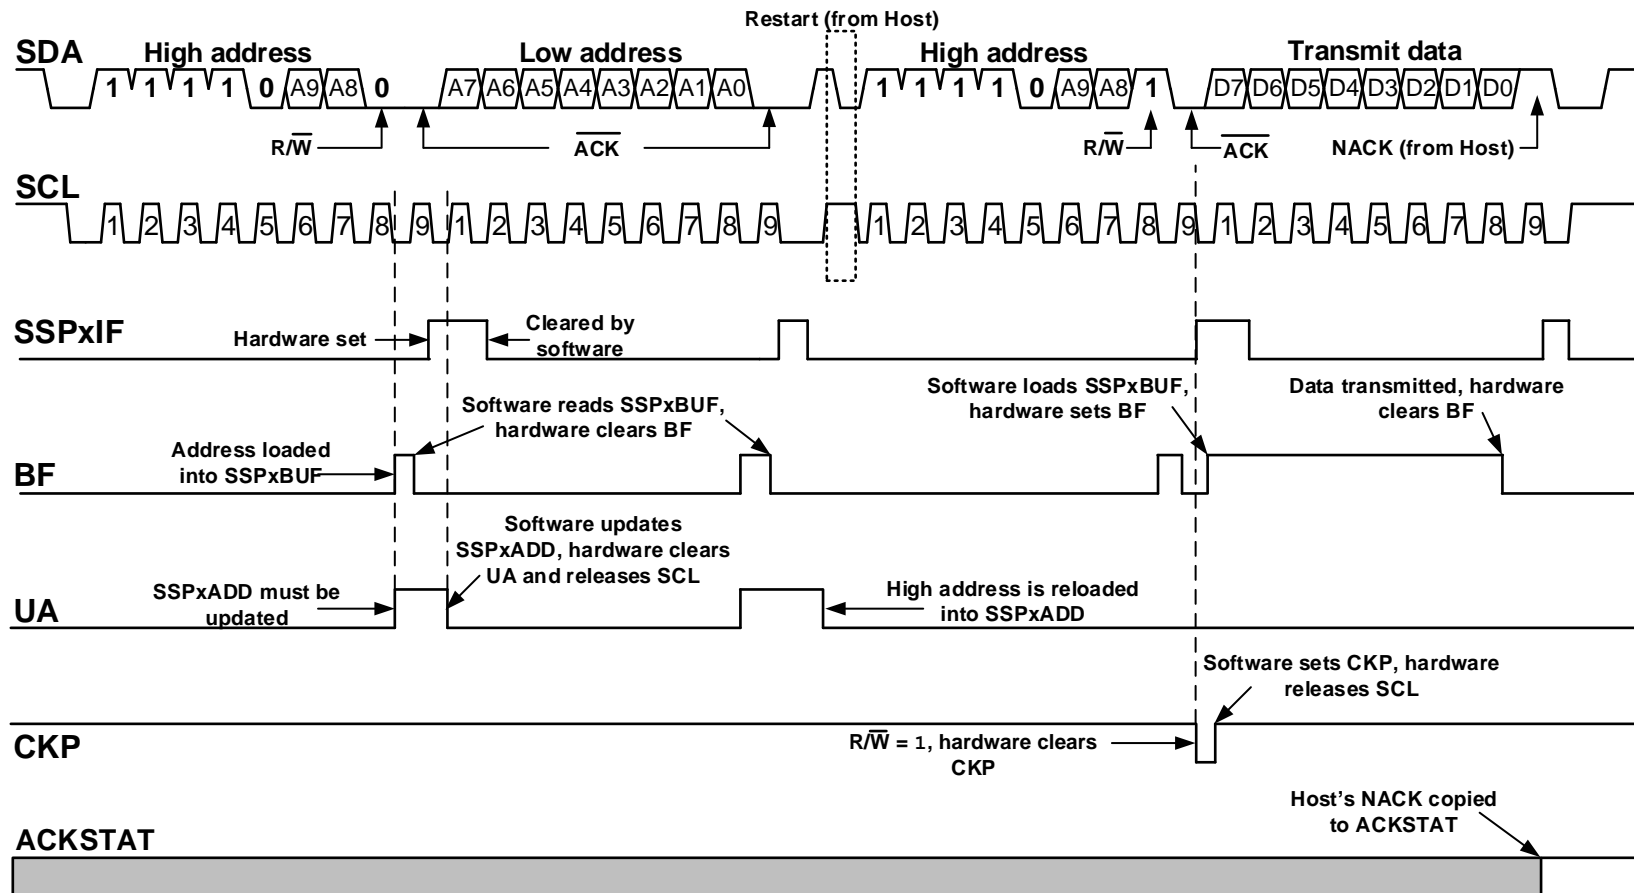 Restart (from Host)
SDA
High address
Low address
High address
Transmit data
1 1 1 1 0 A9 A8 0 A7 A6 A5 A4 A3 A2 A1 A0 1 1 1 1 0 A9 A8 1 D7 D6 D5 D4 D3 D2 D1 D0
R/W̅
A̅C̅K̅
R/W̅
A̅C̅K̅
NACK (from Host)
SCL
1 2 3 4 5 6 7 8 9 1 2 3 4 5 6 7 8 9 1 2 3 4 5 6 7 8 9 1 2 3 4 5 6 7 8 9
SSPxIF
Hardware set
Cleared by
software
Software loads SSPxBUF,
hardware sets BF
Data transmitted, hardware
clears BF
Software reads SSPxBUF,
hardware clears BF
BF
Address loaded
into SSPxBUF
Software updates
SSPxADD, hardware clears
UA and releases SCL
UA
SSPxADD must be
updated
High address is reloaded
into SSPxADD
Software sets CKP, hardware
releases SCL
CKP
R/W̅ = 1, hardware clears
CKP
Host's NACK copied
to ACKSTAT
ACKSTAT